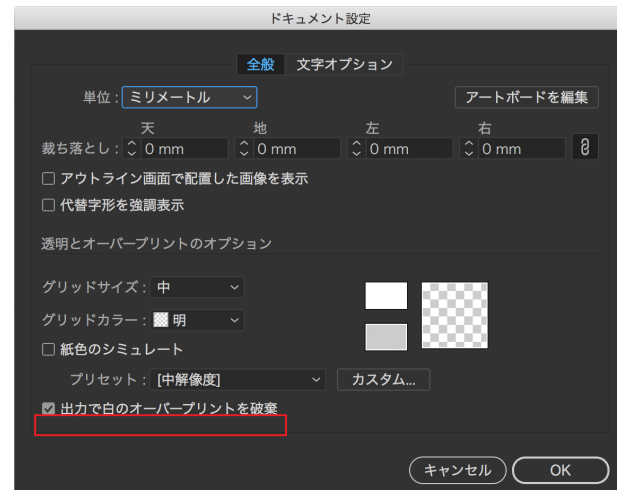 ドキュメント設定
全般 文字オプション
単位 : ミリメートル アートボードを編集
天 地 左 右
裁ち落とし : 0 mm 0 mm 0 mm 0 mm
アウトライン画面で配置した画像を表示
代替字形を強調表示
透明とオーバープリントのオプション
グリッドサイズ : 中
グリッドカラー : 明
紙色のシミュレート
プリセット : [中解像度] カスタム...
出力で白のオーバープリントを破棄
キャンセル OK